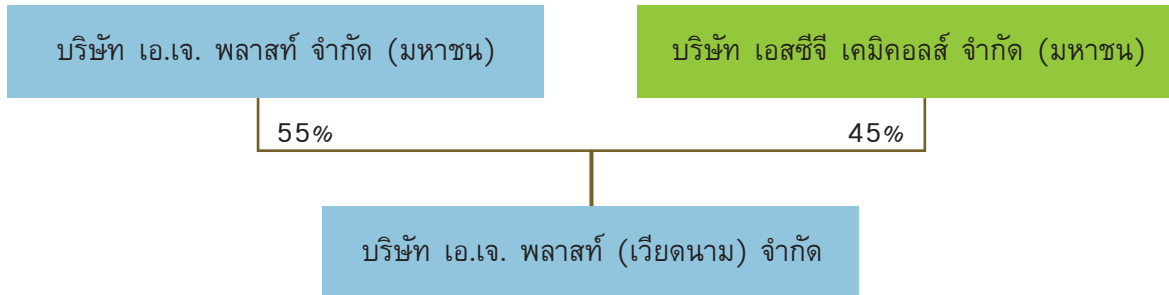 บริษัท เอ.เจ. พลาสท์ จำกัด (มหาชน)
บริษัท เอสซีจี เคมิคอลส์ จำกัด (มหาชน)
55%
45%
บริษัท เอ.เจ. พลาสท์ (เวียดนาม) จำกัด